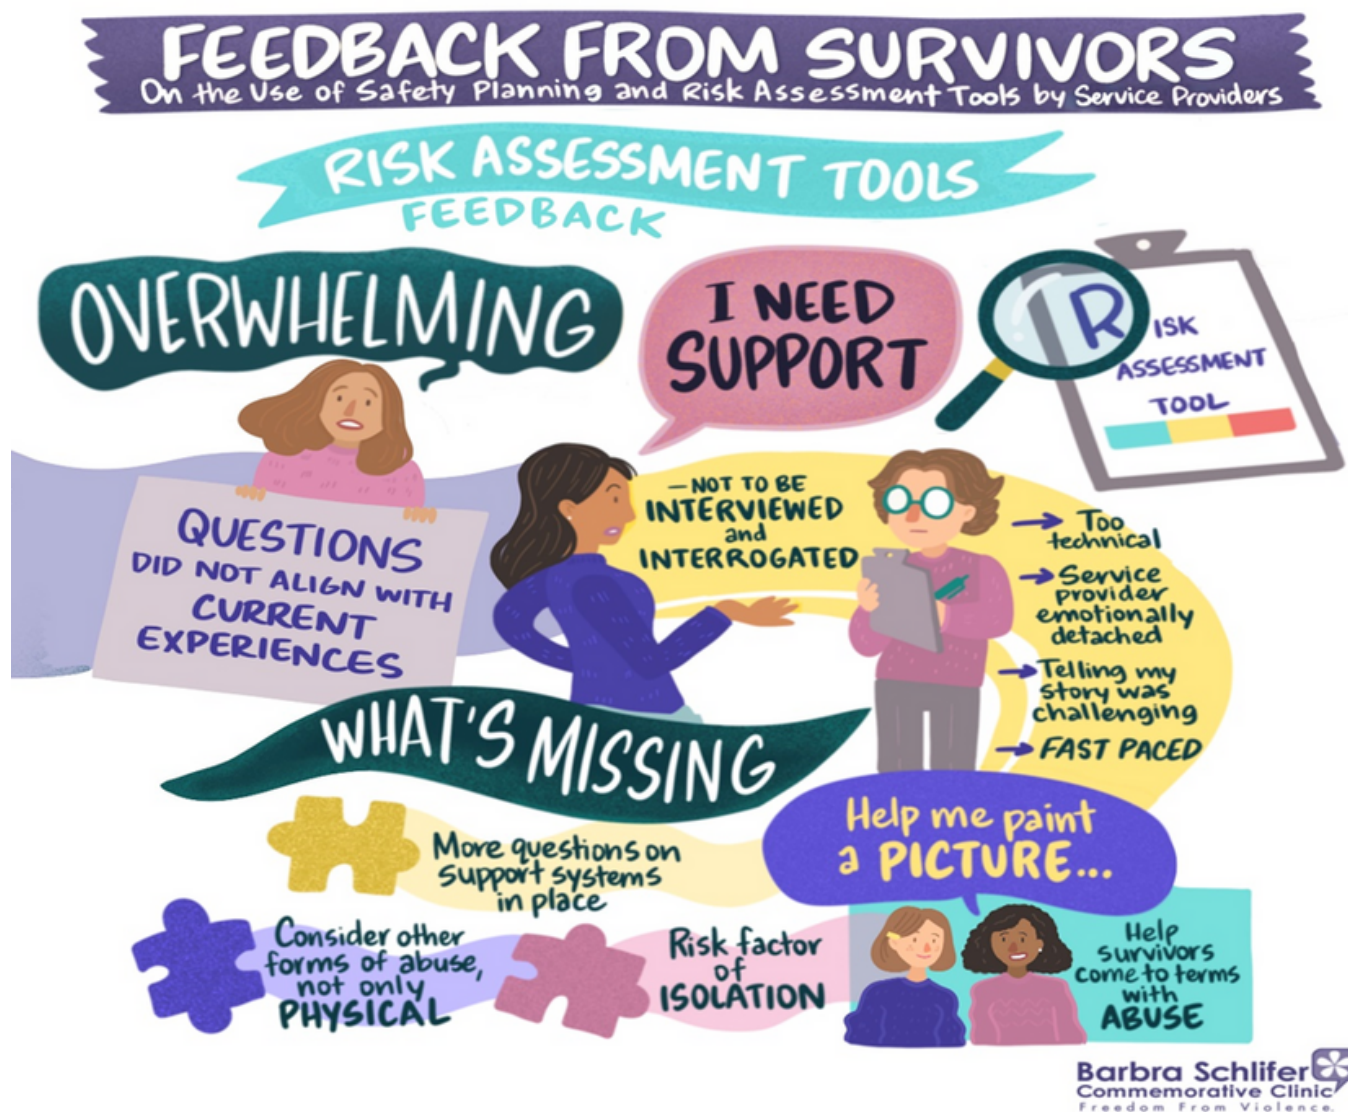 FEEDBACK FROM SURVIVORS
On the Use of Safety Planning and Risk Assessment Tools by Service Providers
RISK ASSESSMENT TOOLS
FEEDBACK
OVERWHELMING
I NEED
SUPPORT
RISK
ASSESSMENT
TOOL
QUESTIONS
DID NOT ALIGN WITH
CURRENT
EXPERIENCES
—NOT TO BE
INTERVIEWED
and
INTERROGATED
→ Too
technical
→ Service
provider
emotionally
detached
→ Telling my
story was
challenging
→ FAST PACED
WHAT'S MISSING
More questions on
support systems
in place
Consider other
forms of abuse,
not only
PHYSICAL
Risk factor
of
ISOLATION
Help me paint
a PICTURE...
Help
survivors
come to terms
with
ABUSE
Barbra Schlifer
Commemorative Clinic
Freedom From Violence.